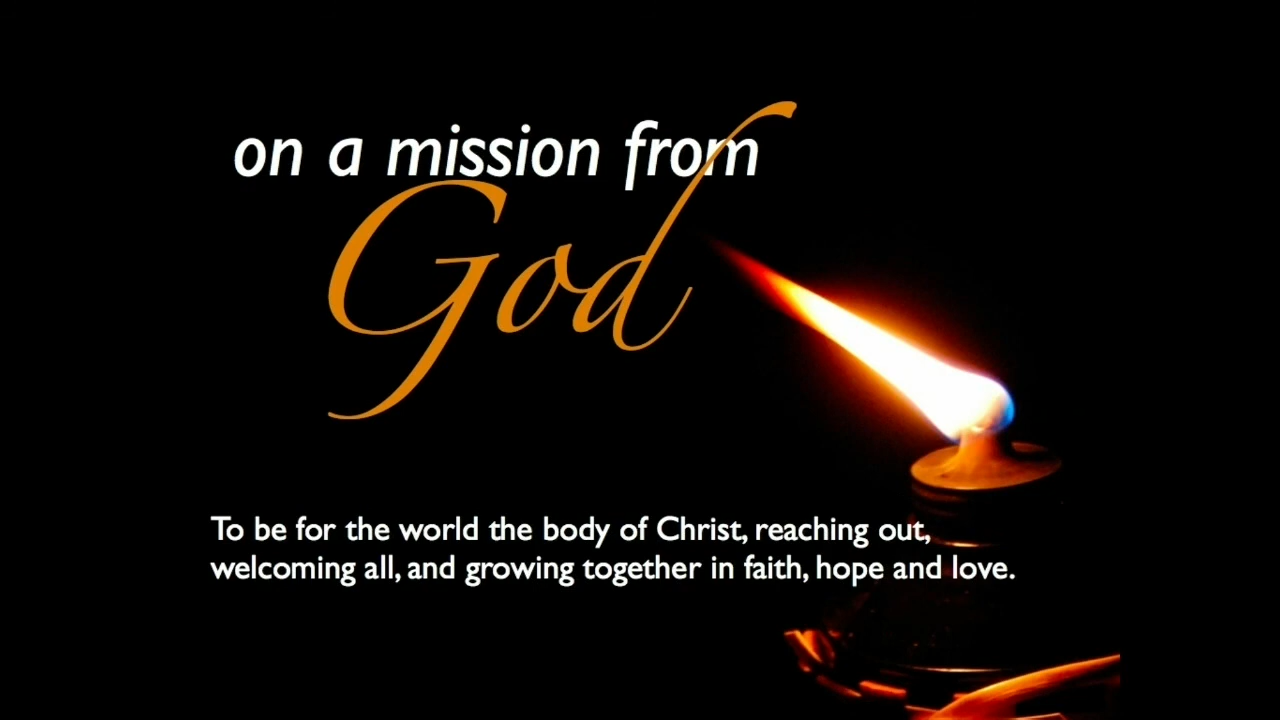 on a mission from
God
To be for the world the body of Christ, reaching out,
welcoming all, and growing together in faith, hope and love.